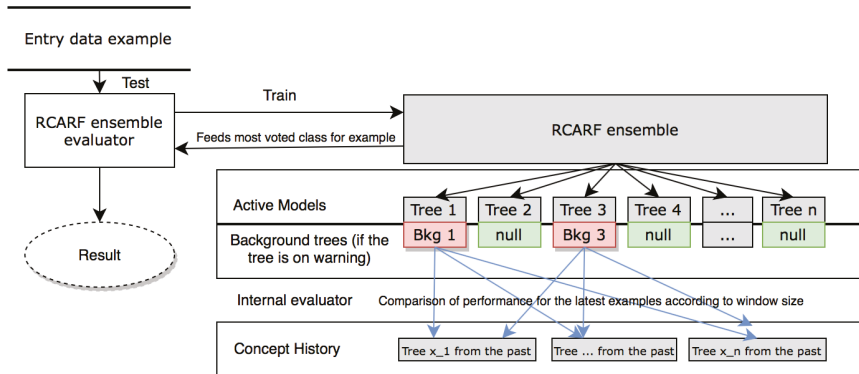 Entry data example
Test
RCARF ensemble
evaluator
Train
Feeds most voted class for example
RCARF ensemble
Result
Active Models
Tree 1 Tree 2 Tree 3 Tree 4 ... Tree n
Background trees (if the
tree is on warning)
Bkg 1 null Bkg 3 null ... null
Internal evaluator Comparison of performance for the latest examples according to window size
Concept History
Tree x_1 from the past Tree ... from the past Tree x_n from the past